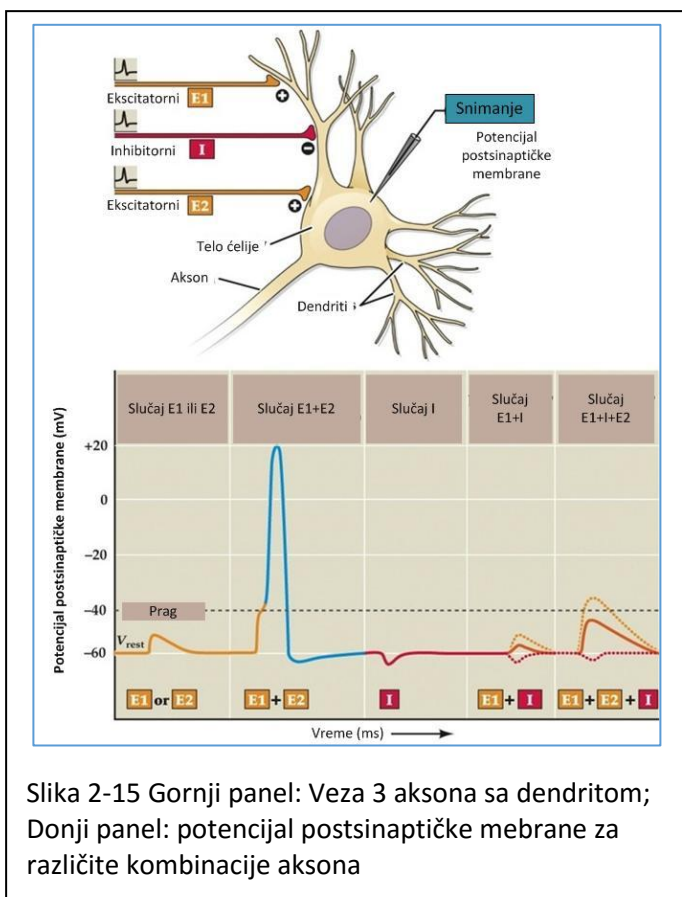 Ekscitatorni E1
Inhibitorni I
Ekscitatorni E2
Snimanje
Potencijal
postsinaptičke
membrane
Telo ćelije
Akson
Dendriti
Potencijal postsinaptičke membrane (mV)
Slučaj E1 ili E2
Slučaj E1+E2
Slučaj I
Slučaj
E1+I
Slučaj
E1+I+E2
+20
0
−20
−40
−60
Prag
Vrest
E1 or E2
E1 + E2
I
E1 + I
E1 + E2 + I
Vreme (ms)
Slika 2-15 Gornji panel: Veza 3 aksona sa dendritom;
Donji panel: potencijal postsinaptičke mebrane za
različite kombinacije aksona